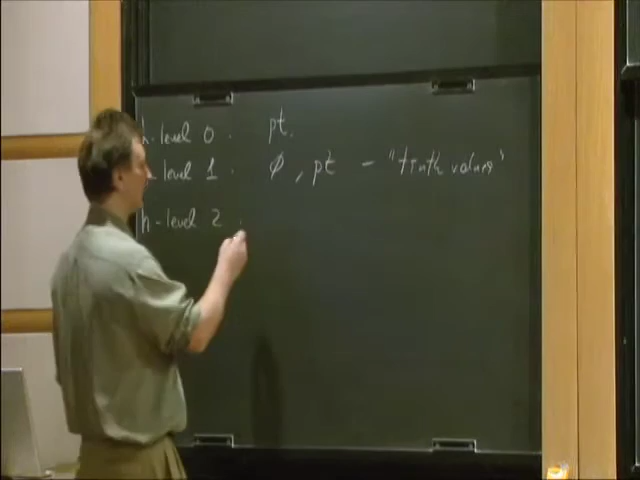 h-level 0 . pt.
h-level 1 . ∅ , pt - "truth values"
h-level 2 .